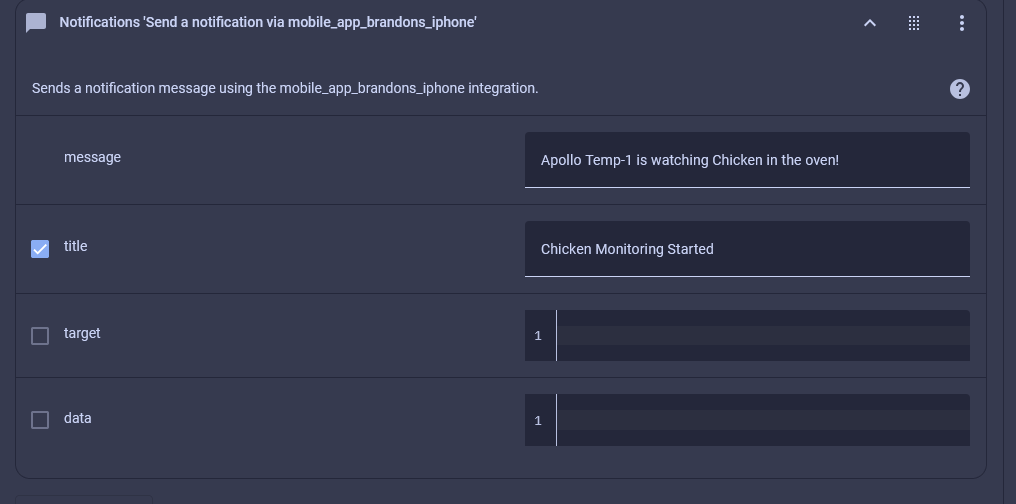 Notifications 'Send a notification via mobile_app_brandons_iphone'
Sends a notification message using the mobile_app_brandons_iphone integration.
message
Apollo Temp-1 is watching Chicken in the oven!
title
Chicken Monitoring Started
target
1
data
1